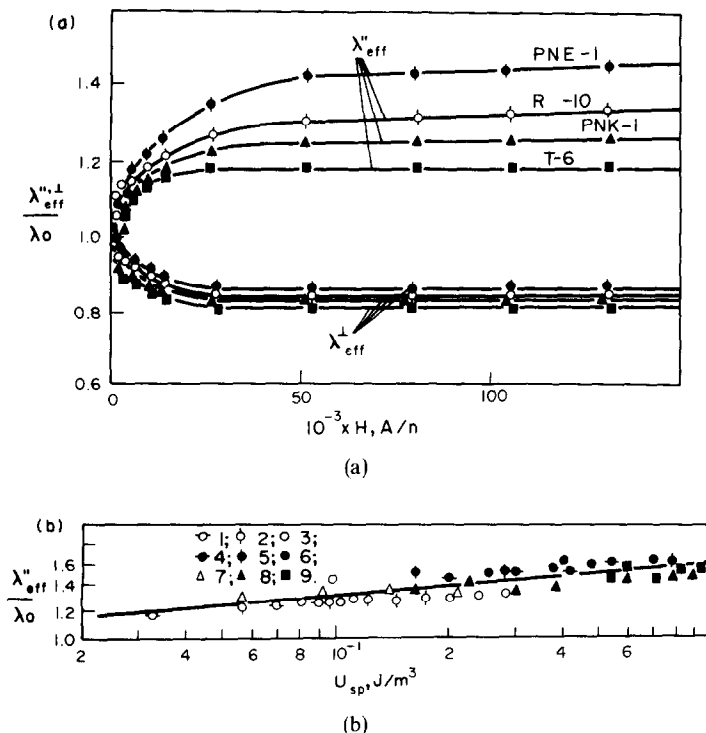 (a)
λ″eff
PNE-1
R -10
PNK-1
T-6
1.4
1.2
1.0
0.8
0.6
λ″,⊥eff
λo
λ⊥eff
0 50 100
10⁻³ x H, A/n
(a)
(b)
1; 2; 3;
4; 5; 6;
7; 8; 9.
1.6
1.4
1.2
1.0
λ″eff
λo
2 4 6 8 10⁻¹ 2 4 6 8
Usp, J/m³
(b)